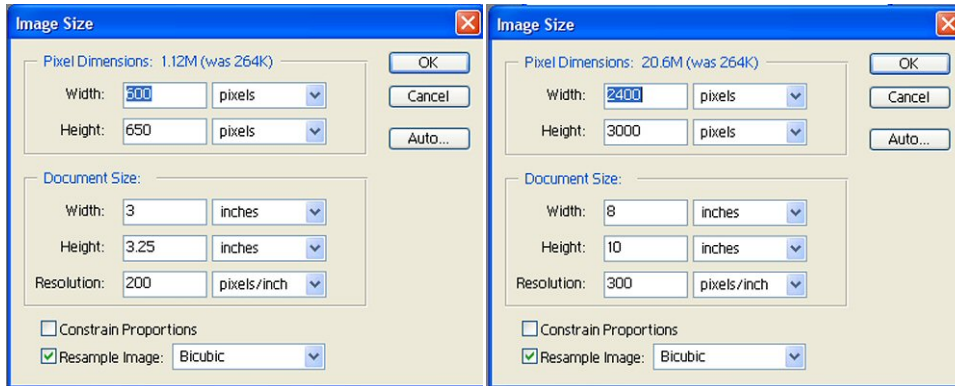 Image Size
Pixel Dimensions: 1.12M (was 264K)
Width: 600 pixels
Height: 650 pixels
OK
Cancel
Auto...
Document Size:
Width: 3 inches
Height: 3.25 inches
Resolution: 200 pixels/inch
Constrain Proportions
Resample Image: Bicubic
Image Size
Pixel Dimensions: 20.6M (was 264K)
Width: 2400 pixels
Height: 3000 pixels
OK
Cancel
Auto...
Document Size:
Width: 8 inches
Height: 10 inches
Resolution: 300 pixels/inch
Constrain Proportions
Resample Image: Bicubic